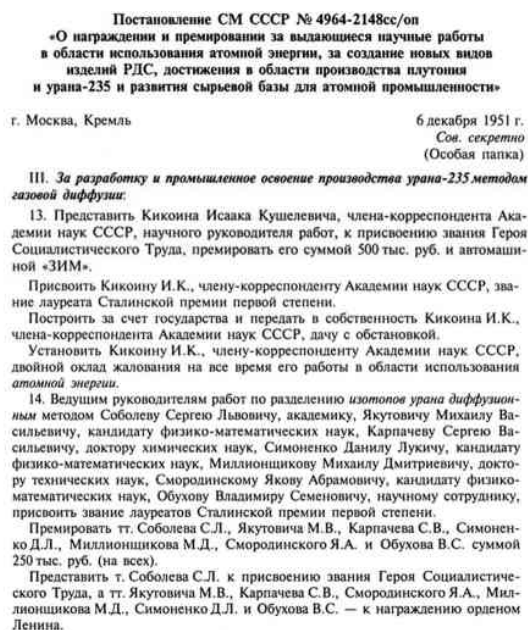 Постановление СМ СССР № 4964-2148сс/оп
«О награждении и премировании за выдающиеся научные работы
в области использования атомной энергии, за создание новых видов
изделий РДС, достижения в области производства плутония
и урана-235 и развития сырьевой базы для атомной промышленности»
г. Москва, Кремль 6 декабря 1951 г.
Сов. секретно
(Особая папка)
III. За разработку и промышленное освоение производства урана-235 методом
газовой диффузии:
13. Представить Кикоина Исаака Кушелевича, члена-корреспондента Ака-
демии наук СССР, научного руководителя работ, к присвоению звания Героя
Социалистического Труда, премировать его суммой 500 тыс. руб. и автомаши-
ной «ЗИМ».
Присвоить Кикоину И.К., члену-корреспонденту Академии наук СССР, зва-
ние лауреата Сталинской премии первой степени.
Построить за счет государства и передать в собственность Кикоина И.К.,
члена-корреспондента Академии наук СССР, дачу с обстановкой.
Установить Кикоину И.К., члену-корреспонденту Академии наук СССР,
двойной оклад жалования на все время его работы в области использования
атомной энергии.
14. Ведущим руководителям работ по разделению изотопов урана диффузион-
ным методом Соболеву Сергею Львовичу, академику, Якутовичу Михаилу Ва-
сильевичу, кандидату физико-математических наук, Карпачеву Сергею Ва-
сильевичу, доктору химических наук, Симоненко Данилу Лукичу, кандидату
физико-математических наук, Миллионщикову Михаилу Дмитриевичу, докто-
ру технических наук, Смородинскому Якову Абрамовичу, кандидату физико-
математических наук, Обухову Владимиру Семеновичу, научному сотруднику,
присвоить звание лауреатов Сталинской премии первой степени.
Премировать тт. Соболева С.Л., Якутовича М.В., Карпачева С.В., Симонен-
ко Д.Л., Миллионщикова М.Д., Смородинского Я.А. и Обухова В.С. суммой
250 тыс. руб. (на всех).
Представить т. Соболева С.Л. к присвоению звания Героя Социалистиче-
ского Труда, а тт. Якутовича М.В., Карпачева С.В., Смородинского Я.А., Мил-
лионщикова М.Д., Симоненко Д.Л. и Обухова В.С. — к награждению орденом
Ленина.